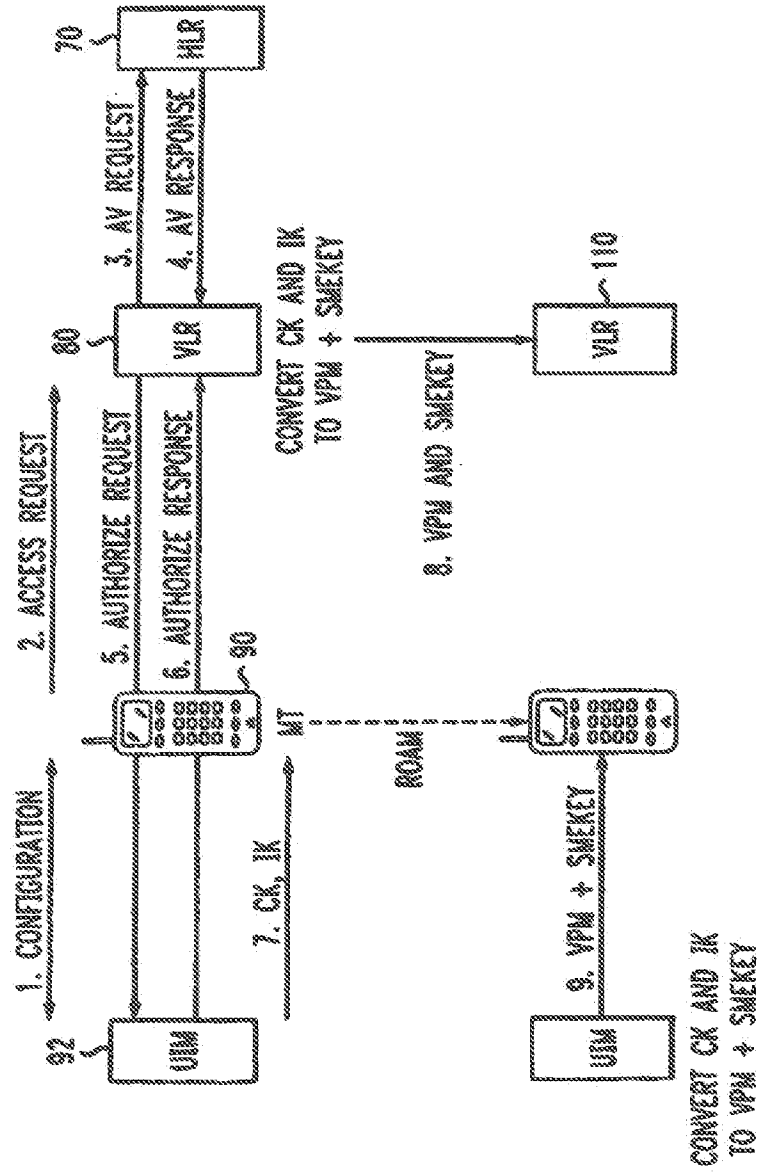 1. CONFIGURATION
2. ACCESS REQUEST
92
UIM
5. AUTHORIZE REQUEST
6. AUTHORIZE RESPONSE
90
80
VLR
3. AV REQUEST
4. AV RESPONSE
70
HLR
MT
7. CK, IK
CONVERT CK AND IK
TO VPM + SMEKEY
ROAM
8. VPM AND SMEKEY
UIM
9. VPM + SMEKEY
VLR
110
CONVERT CK AND IK
TO VPM + SMEKEY